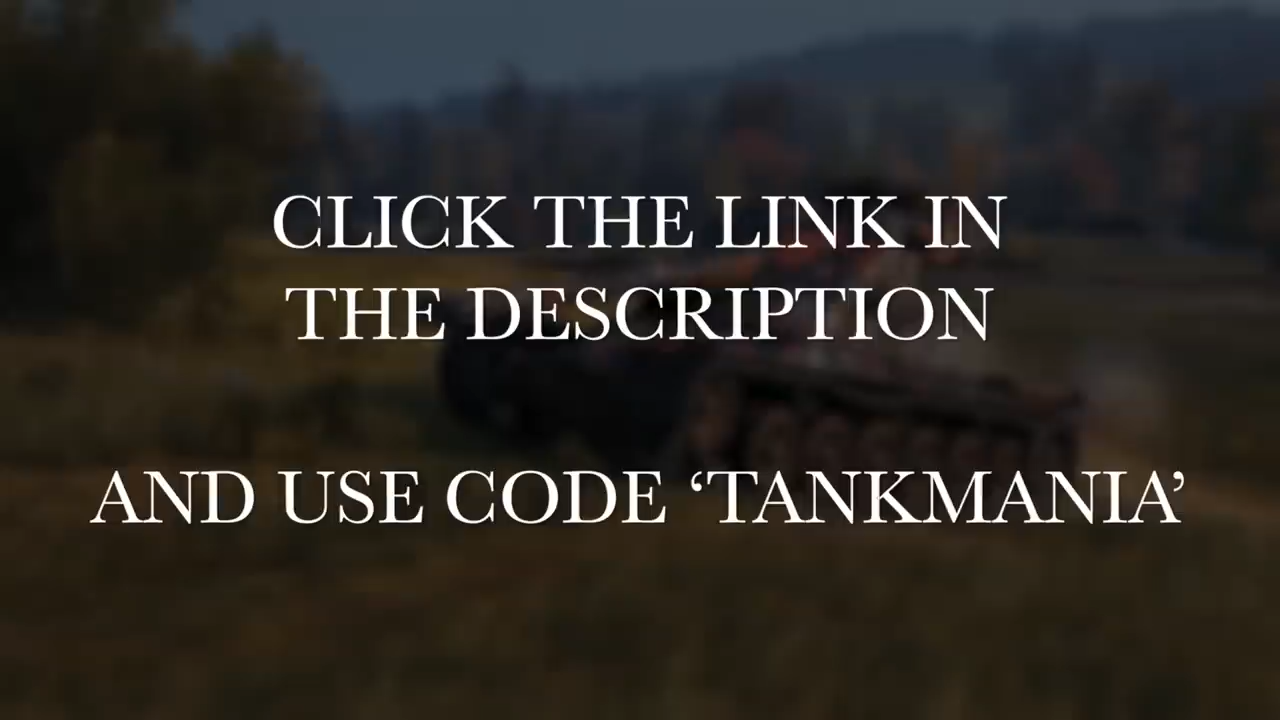 CLICK THE LINK IN
THE DESCRIPTION
AND USE CODE ‘TANKMANIA’